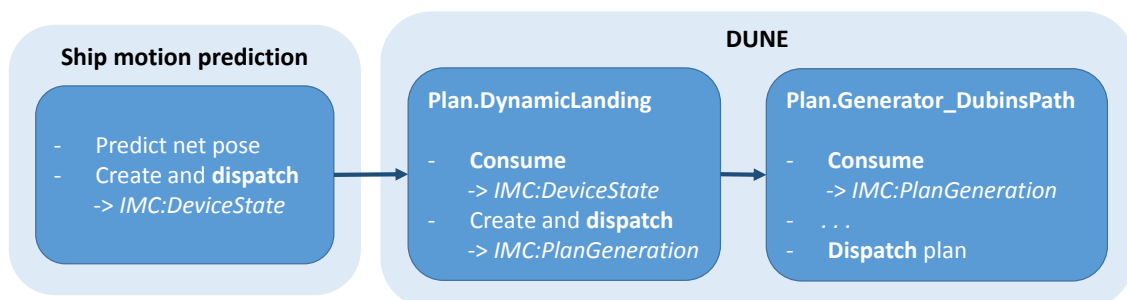 Ship motion prediction
- Predict net pose
- Create and dispatch
-> IMC:DeviceState
DUNE
Plan.DynamicLanding
- Consume
-> IMC:DeviceState
- Create and dispatch
-> IMC:PlanGeneration
Plan.Generator_DubinsPath
- Consume
-> IMC:PlanGeneration
- . . .
- Dispatch plan